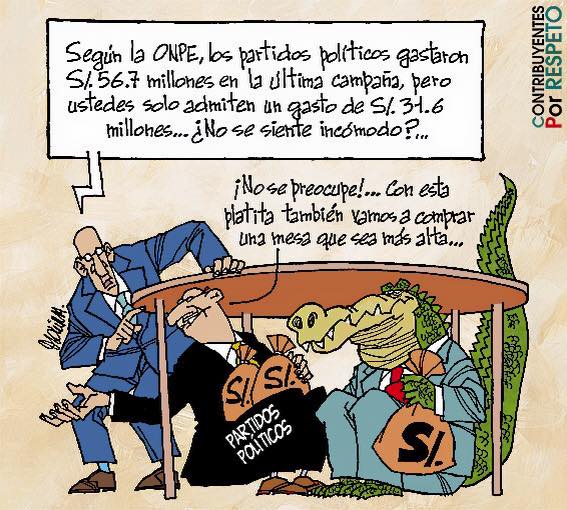 CONTRIBUYENTES
Por RESPETO
Según la ONPE, los partidos políticos gastaron
S/. 56.7 millones en la última campaña, pero
ustedes solo admiten un gasto de S/. 31.6
millones... ¿No se siente incómodo?...
¡No se preocupe!... Con esta
platita también vamos a comprar
una mesa que sea más alta...
S/.
S/.
PARTIDOS
POLÍTICOS
S/.